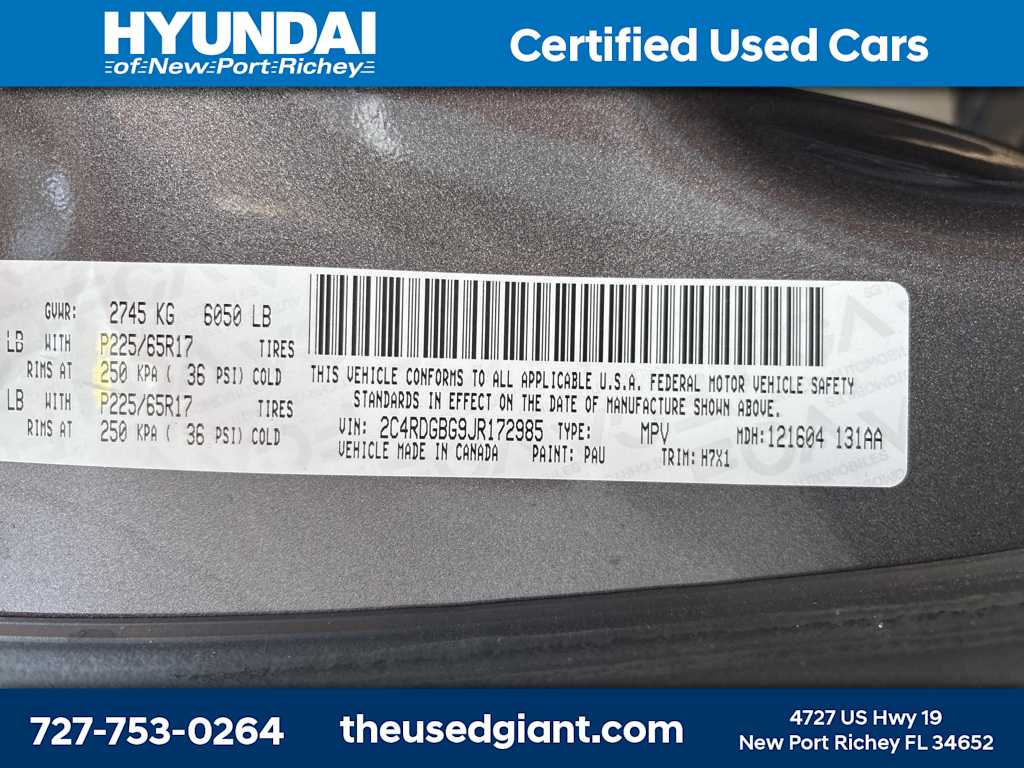 HYUNDAI
of New Port Richey
Certified Used Cars
GVWR: 2745 KG 6050 LB
LB WITH P225/65R17 TIRES
RIMS AT 250 KPA ( 36 PSI) COLD
LB WITH P225/65R17 TIRES
RIMS AT 250 KPA ( 36 PSI) COLD
THIS VEHICLE CONFORMS TO ALL APPLICABLE U.S.A. FEDERAL MOTOR VEHICLE SAFETY
STANDARDS IN EFFECT ON THE DATE OF MANUFACTURE SHOWN ABOVE.
VIN: 2C4RDGBG9JR172985 TYPE: MPV MDH:121604 131AA
VEHICLE MADE IN CANADA PAINT: PAU TRIM: H7X1
727-753-0264
theusedgiant.com
4727 US Hwy 19
New Port Richey FL 34652